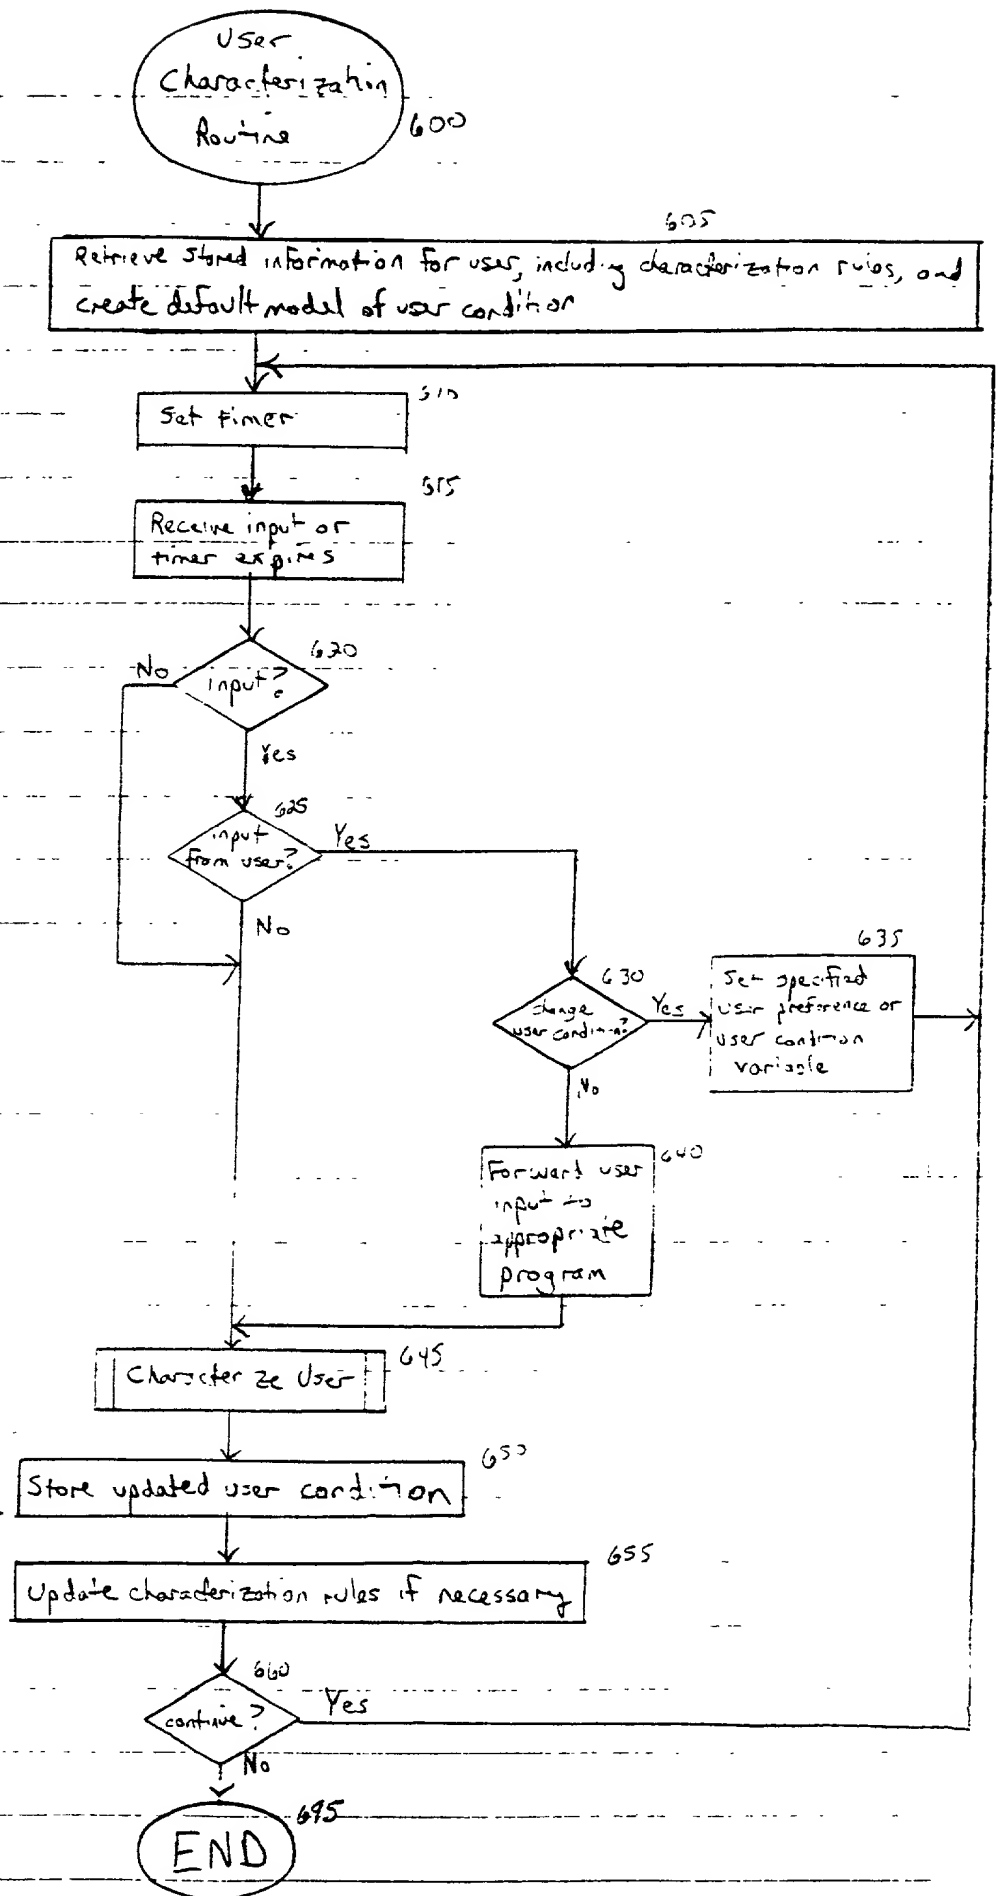 User
Characterization
Routine
600
605
Retrieve stored information for user, including characterization rules, and
create default model of user condition
610
Set timer
615
Receive input or
timer expires
620
input?
No
Yes
625
input
from user?
Yes
No
630
change
user condition?
Yes
No
635
Set specified
user preference or
user condition
variable
640
Forward user
input to
appropriate
program
645
Characterize User
650
Store updated user condition
655
Update characterization rules if necessary
660
continue?
Yes
No
695
END